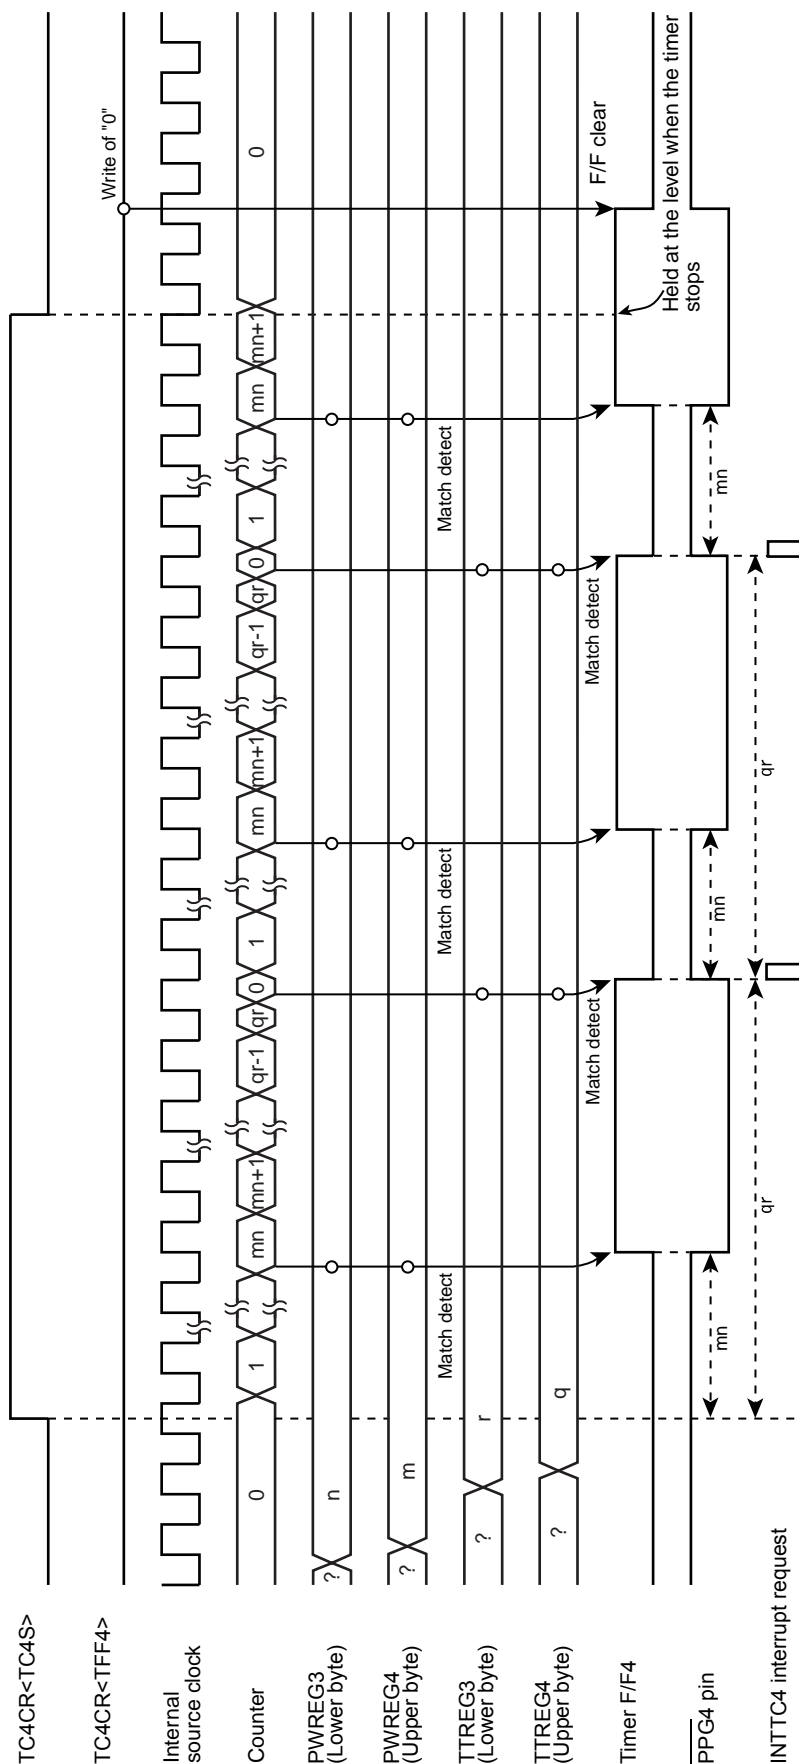 TC4CR<TC4S>
TC4CR<TFF4>
Write of "0"
Internal
source clock
Counter
0
1
mn
mn+1
qr-1
qr
0
1
mn
mn+1
qr-1
qr
0
1
mn
mn+1
0
PWREG3
(Lower byte)
?
n
PWREG4
(Upper byte)
?
m
Match detect
Match detect
Match detect
TTREG3
(Lower byte)
?
r
TTREG4
(Upper byte)
?
q
Match detect
Match detect
F/F clear
Timer F/F4
Held at the level when the timer
stops
PPG4 pin
mn
mn
mn
qr
qr
INTTC4 interrupt request